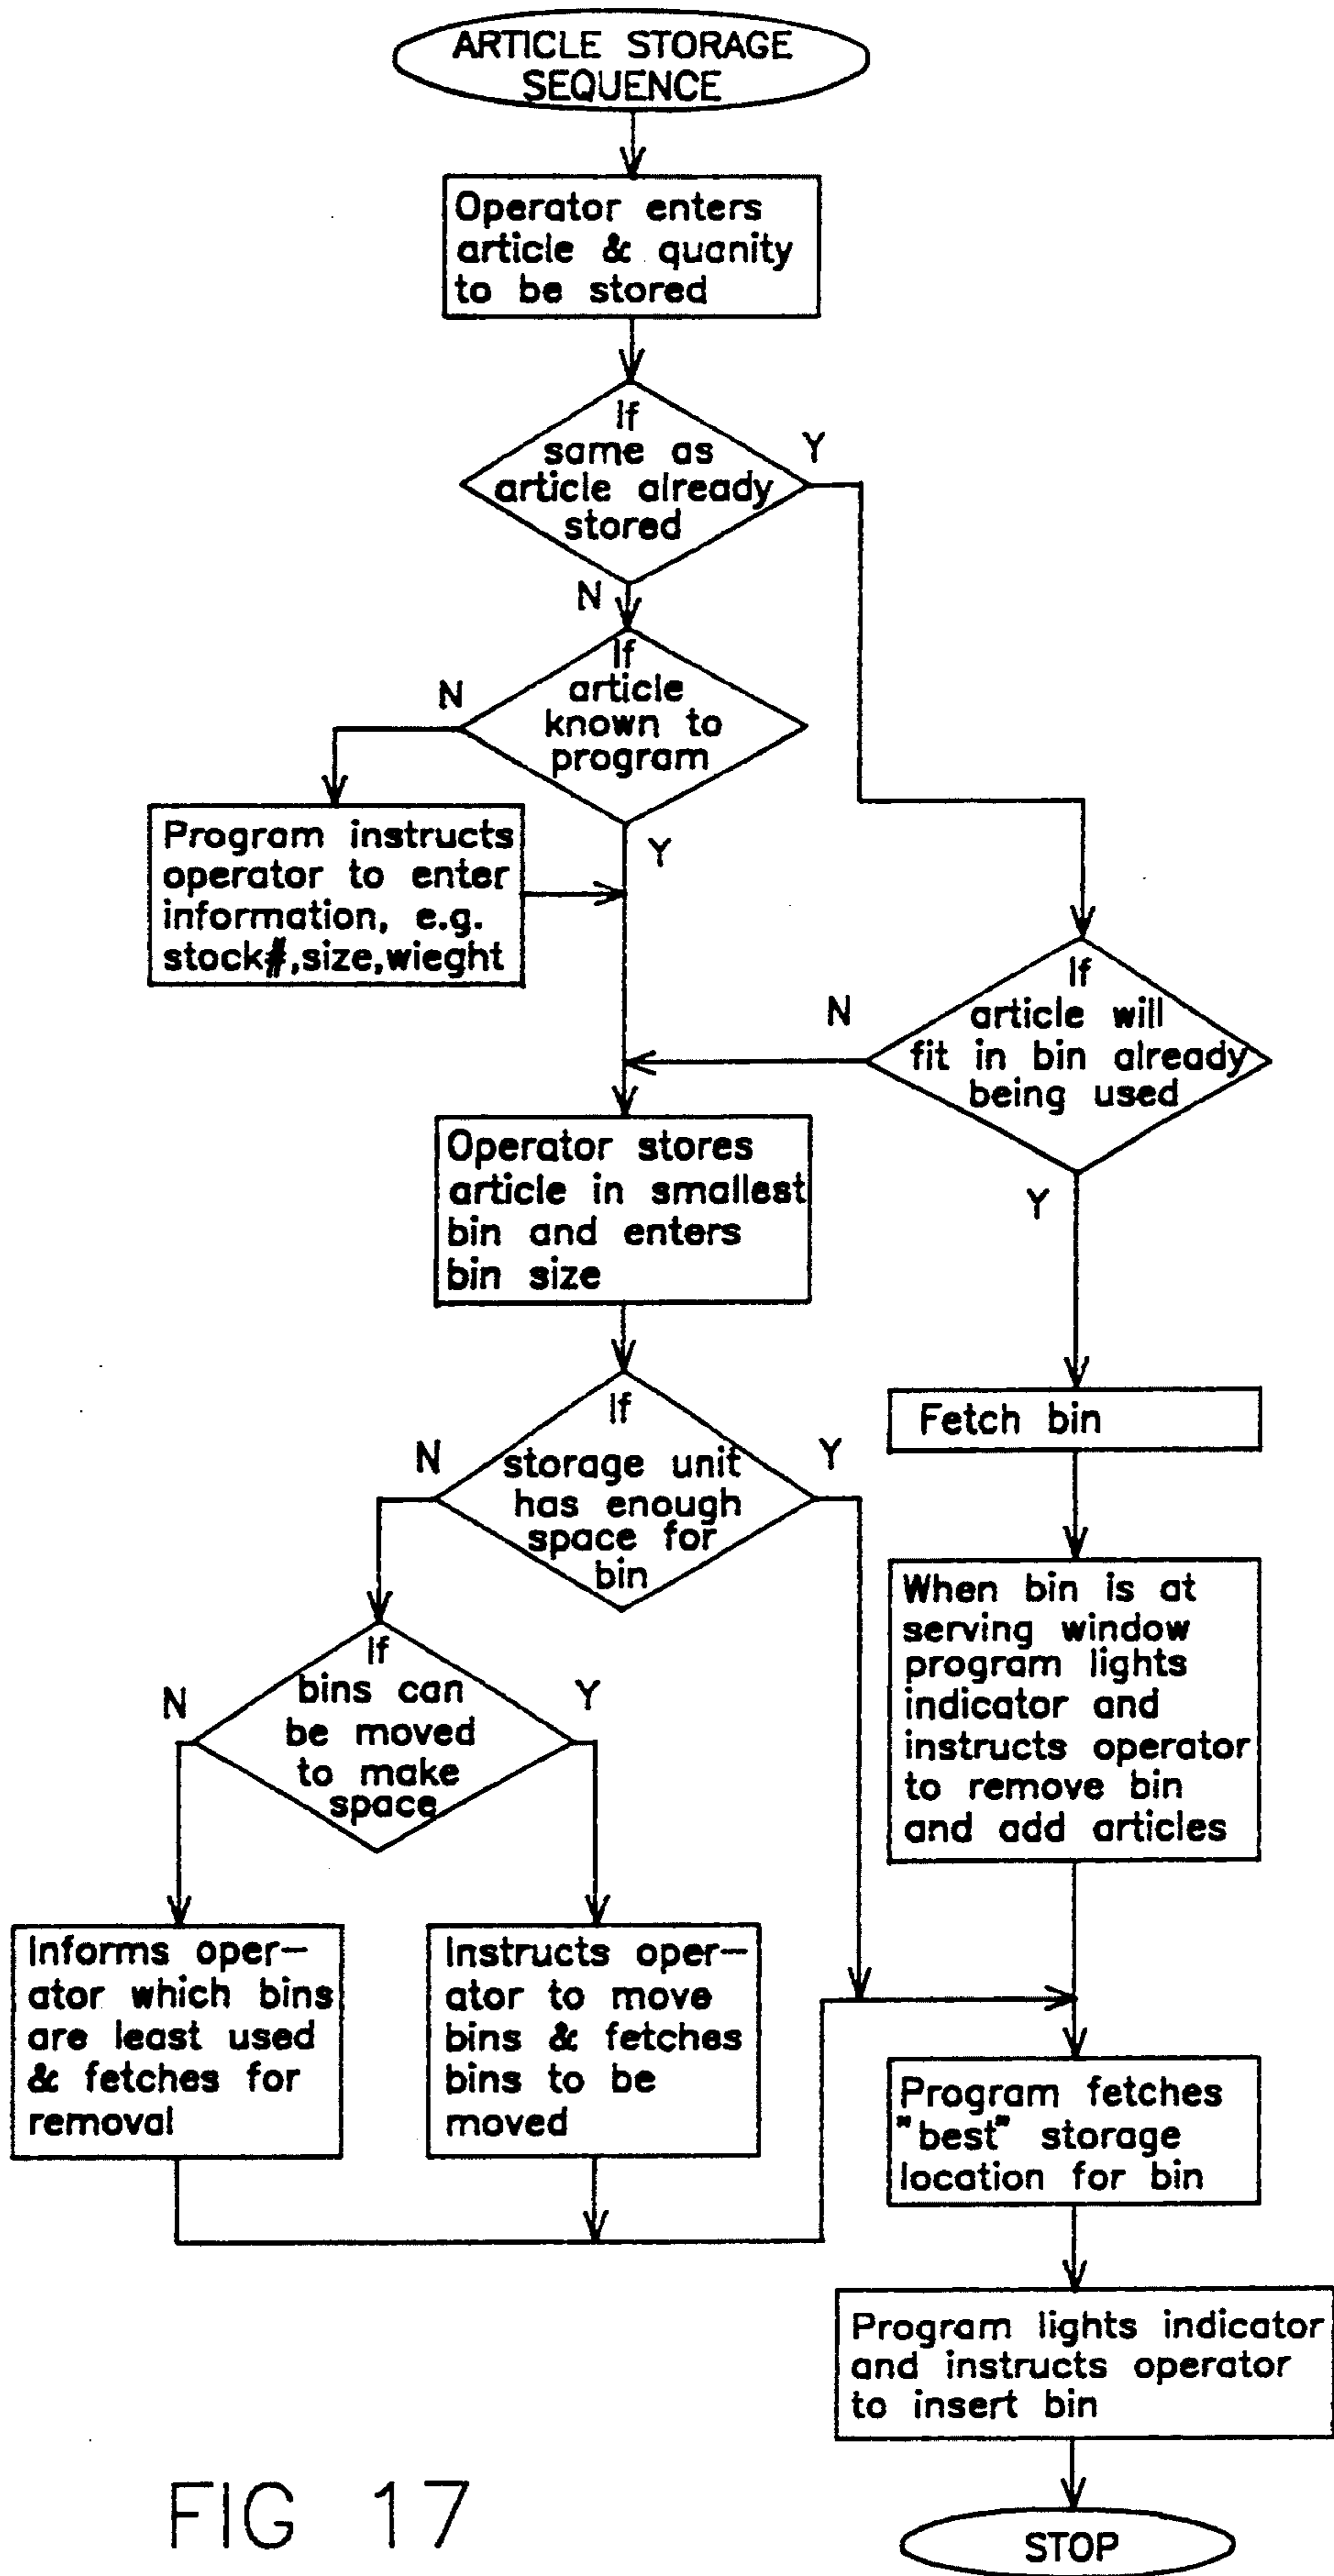 ARTICLE STORAGE
SEQUENCE
Operator enters
article & quanity
to be stored
If
same as
article already
stored
Y
N
If
article
known to
program
N
Y
Program instructs
operator to enter
information, e.g.
stock#,size,wieght
If
article will
fit in bin already
being used
N
Y
Operator stores
article in smallest
bin and enters
bin size
Fetch bin
If
storage unit
has enough
space for
bin
N
Y
When bin is at
serving window
program lights
indicator and
instructs operator
to remove bin
and add articles
If
bins can
be moved
to make
space
N
Y
Informs oper-
ator which bins
are least used
& fetches for
removal
Instructs oper-
ator to move
bins & fetches
bins to be
moved
Program fetches
"best" storage
location for bin
Program lights indicator
and instructs operator
to insert bin
STOP
FIG 17